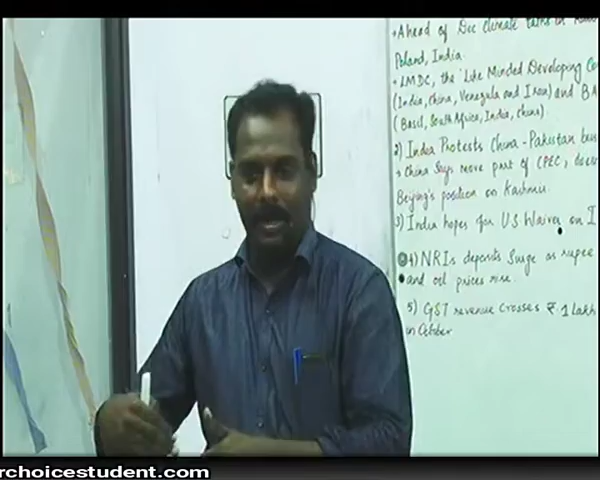 Ahead of Dec climate talks in
Poland, India.
LMDC, the 'Like Minded Developing Co
(India, China, Venezula and Iran) and BA
(Basil, South Africa, India, China).
2) India Protests China - Pakistan bus
China Says move part of CPEC, does
Beijing's position on Kashmir
3) India hopes for US Waiver on I
4) NRIs deposits Surge as rupee
and oil prices rise.
5) GST revenue Crosses ₹ 1 Lakh
in October
rchoicestudent.com